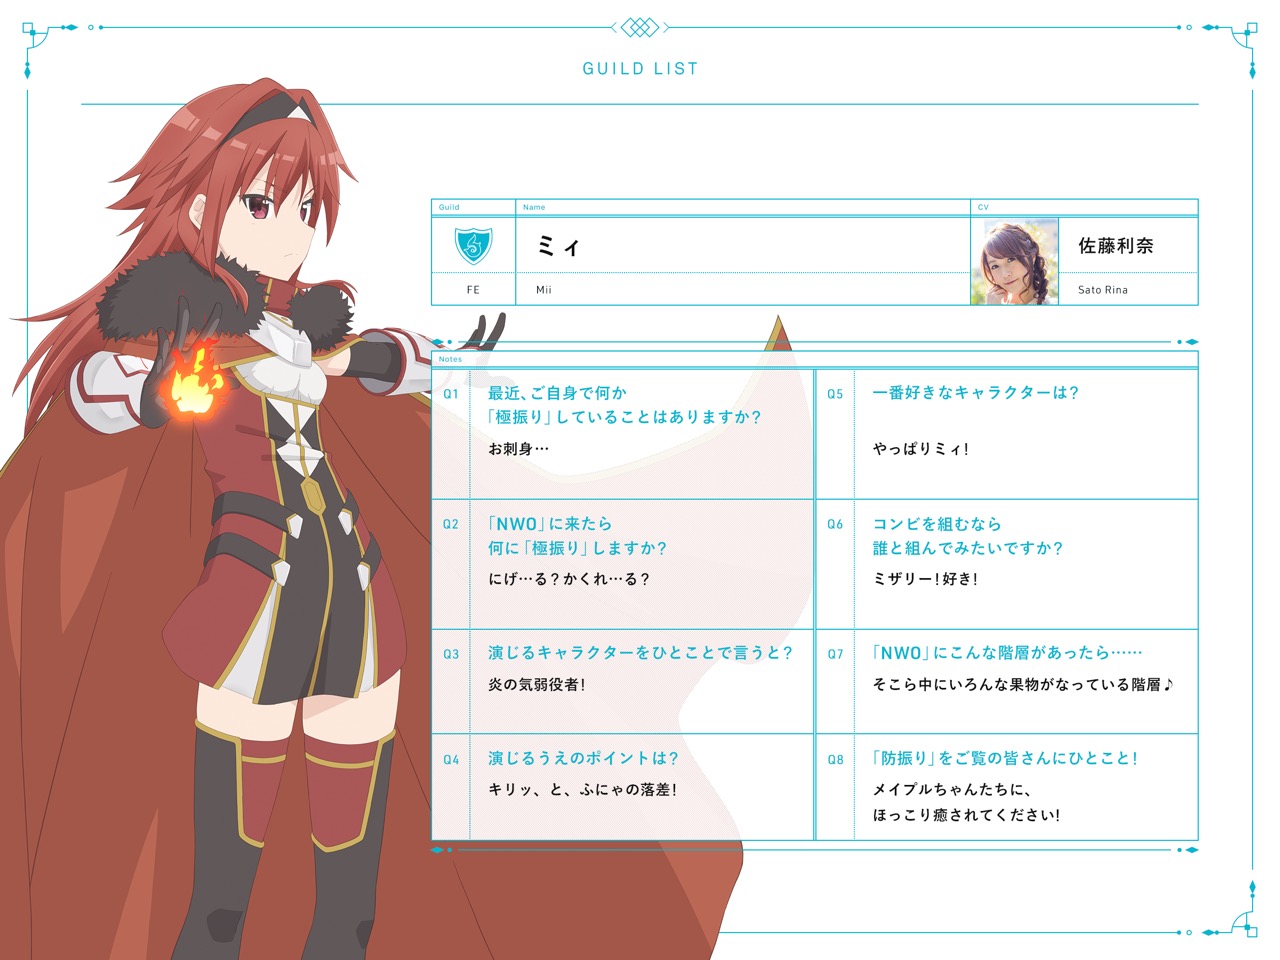 GUILD LIST
Guild
Name
CV
ミィ
佐藤利奈
FE
Mii
Sato Rina
Notes
Q1
最近、ご自身で何か
「極振り」していることはありますか?
お刺身…
Q2
「NWO」に来たら
何に「極振り」しますか?
にげ…る?かくれ…る?
Q3
演じるキャラクターをひとことで言うと?
炎の気弱役者!
Q4
演じるうえのポイントは?
キリッ、と、ふにゃの落差!
Q5
一番好きなキャラクターは?
やっぱりミィ!
Q6
コンビを組むなら
誰と組んでみたいですか?
ミザリー!好き!
Q7
「NWO」にこんな階層があったら……
そこら中にいろんな果物がなっている階層♪
Q8
「防振り」をご覧の皆さんにひとこと!
メイプルちゃんたちに、
ほっこり癒されてください!